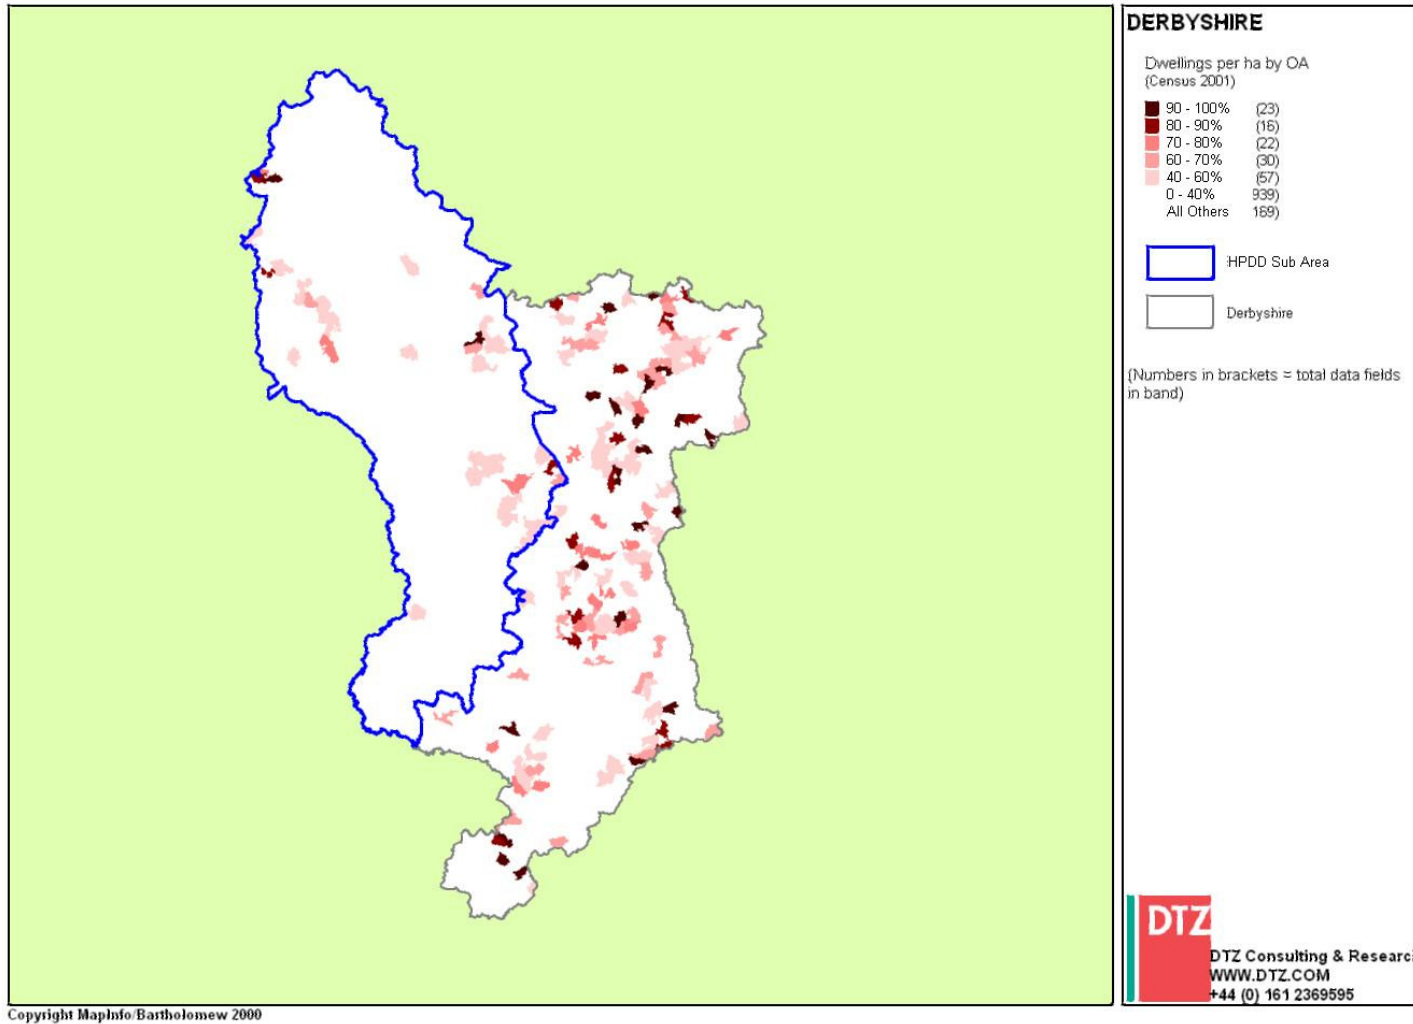 DERBYSHIRE
Dwellings per ha by OA
(Census 2001)
90 - 100% (23)
80 - 90% (16)
70 - 80% (22)
60 - 70% (30)
40 - 60% (57)
0 - 40% 939)
All Others 169)
HPDD Sub Area
Derbyshire
(Numbers in brackets = total data fields
in band)
DTZ
DTZ Consulting & Researc
WWW.DTZ.COM
+44 (0) 161 2369595
Copyright MapInfo/Bartholomew 2000